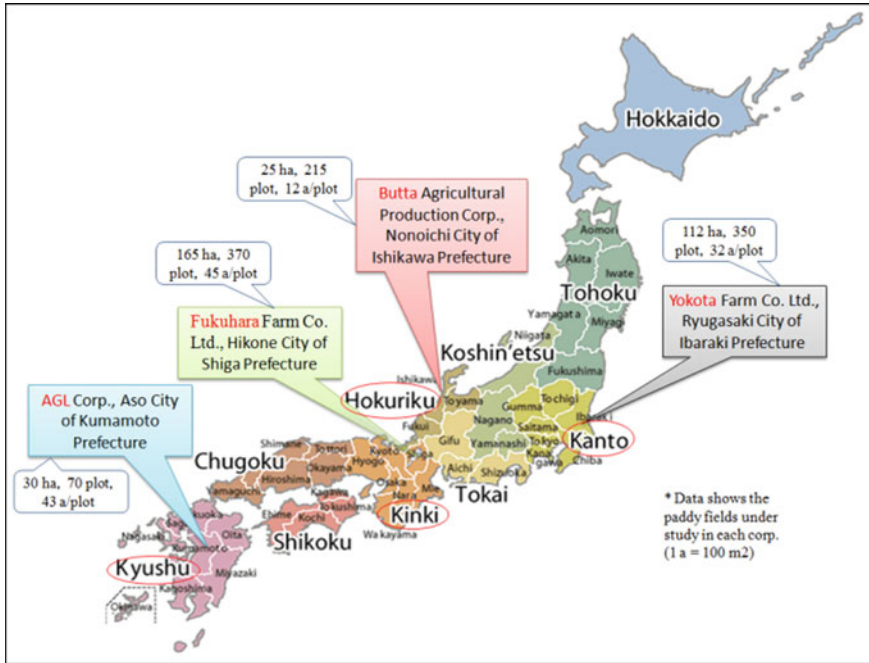 Hokkaido
25 ha, 215
plot, 12 a/plot
Butta Agricultural
Production Corp.,
Nonoichi City of
Ishikawa Prefecture
112 ha, 350
plot, 32 a/plot
Yokota Farm Co. Ltd.,
Ryugasaki City of
Ibaraki Prefecture
165 ha, 370
plot, 45 a/plot
Fukuhara Farm Co.
Ltd., Hikone City of
Shiga Prefecture
AGL Corp., Aso City
of Kumamoto
Prefecture
30 ha, 70 plot,
43 a/plot
Aomori
Akita
Iwate
Tohoku
Yamagata
Miyagi
Niigata
Fukushima
Koshin'etsu
Ishikawa
Hokuriku
Toyama
Fukui
Nagano
Gumma
Tochigi
Ibaraki
Saitama
Kanto
Gifu
Yamanashi
Tokyo
Kana
gawa
Chiba
Aichi
Shizuoka
Tokai
Shimane
Tottori
Kyoto
Shiga
Chugoku
Okayama
Hyogo
Hiroshima
Osaka
Mie
Nara
Yamaguchi
Kagawa
Tokushima
Kinki
Ehime
Kochi
Wakayama
Shikoku
uoka
Saga
Oita
Nagasaki
Kumamoto
Kyushu
Miyazaki
Kagoshima
Okinawa
* Data shows the
paddy fields under
study in each corp.
(1 a = 100 m2)